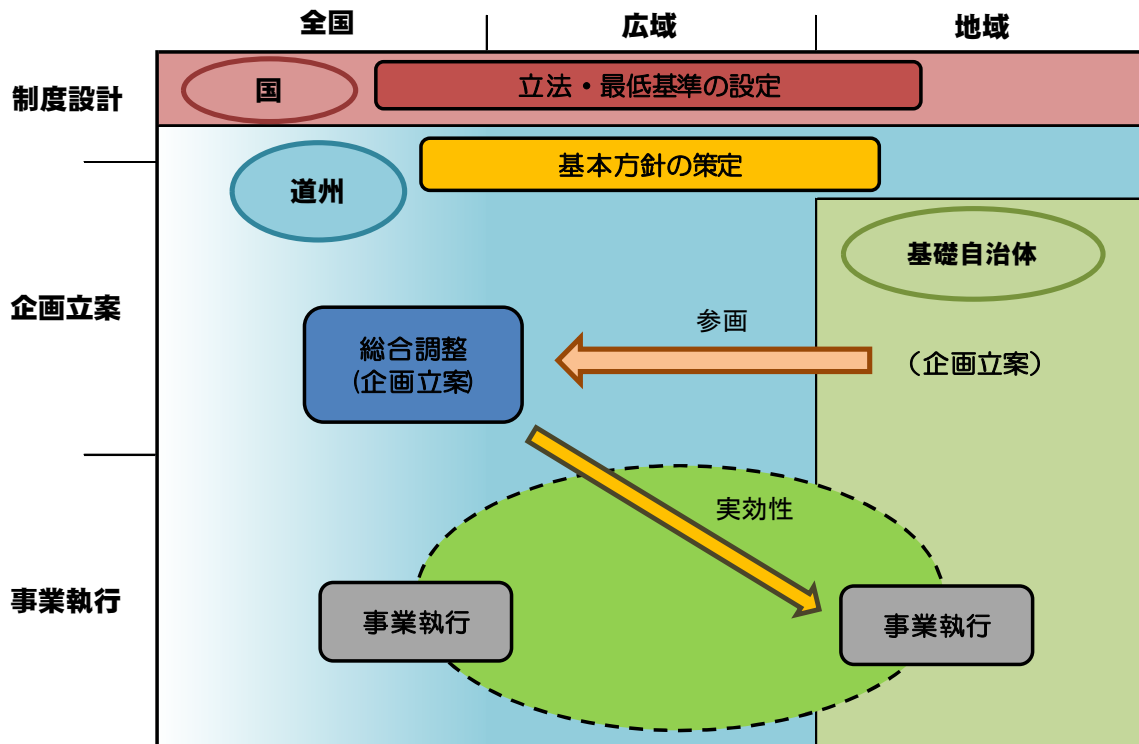 全国
広域
地域
制度設計
国
立法・最低基準の設定
道州
基本方針の策定
基礎自治体
企画立案
総合調整
(企画立案)
参画
（企画立案）
実効性
事業執行
事業執行
事業執行